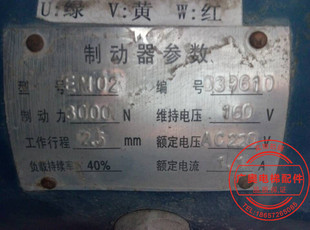 U:绿 V:黄 W:红
制动器参数
型号 编号 039610
制动力 3000 N 维持电压 160 V
工作行程 2.5 mm 额定电压 AC220 V
负载持续率 40% 额定电流 A